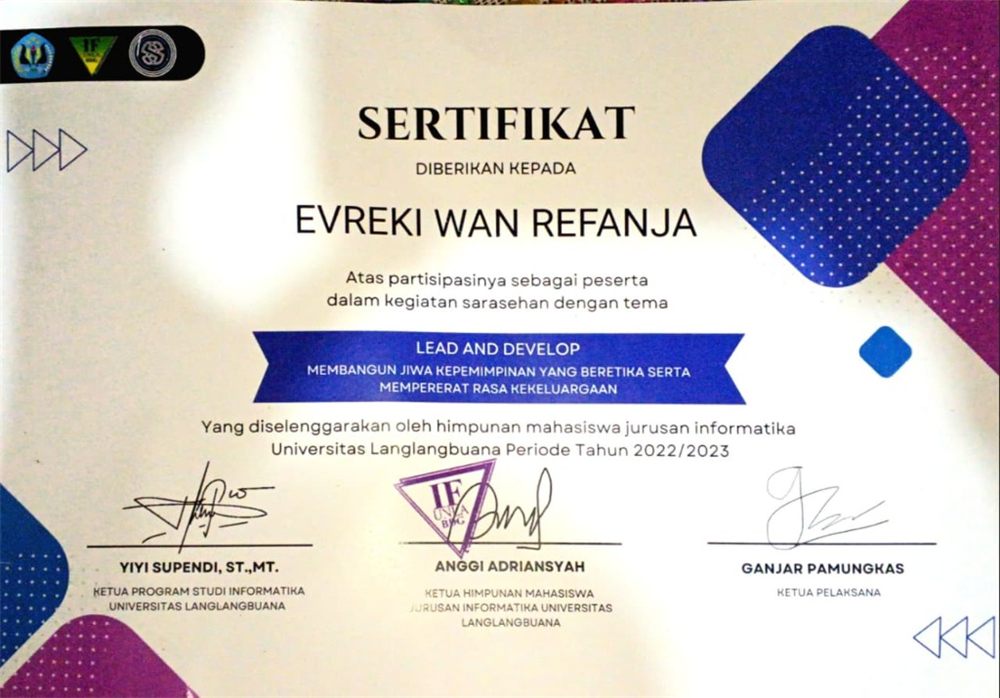 SERTIFIKAT
DIBERIKAN KEPADA
EVREKI WAN REFANJA
Atas partisipasinya sebagai peserta
dalam kegiatan sarasehan dengan tema
LEAD AND DEVELOP
MEMBANGUN JIWA KEPEMIMPINAN YANG BERETIKA SERTA
MEMPERERAT RASA KEKELUARGAAN
Yang diselenggarakan oleh himpunan mahasiswa jurusan informatika
Universitas Langlangbuana Periode Tahun 2022/2023
IF
UNLA
BDG
YIYI SUPENDI, ST.,MT.
KETUA PROGRAM STUDI INFORMATIKA
UNIVERSITAS LANGLANGBUANA
ANGGI ADRIANSYAH
KETUA HIMPUNAN MAHASISWA
JURUSAN INFORMATIKA UNIVERSITAS
LANGLANGBUANA
GANJAR PAMUNGKAS
KETUA PELAKSANA